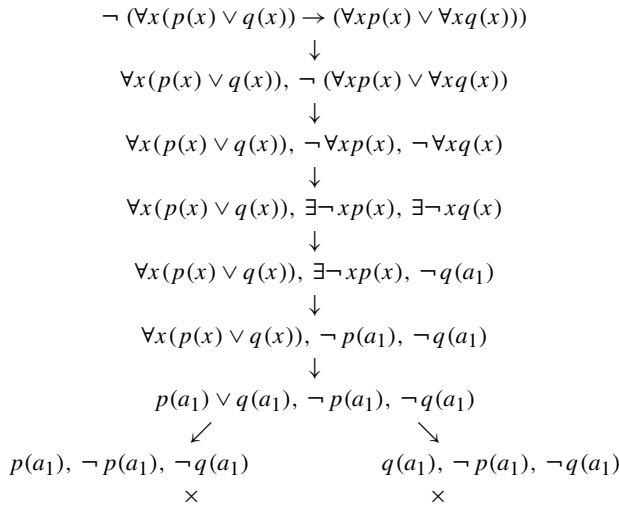 ¬ (∀x(p(x) ∨ q(x)) → (∀xp(x) ∨ ∀xq(x)))
↓
∀x(p(x) ∨ q(x)), ¬ (∀xp(x) ∨ ∀xq(x))
↓
∀x(p(x) ∨ q(x)), ¬∀xp(x), ¬∀xq(x)
↓
∀x(p(x) ∨ q(x)), ∃¬xp(x), ∃¬xq(x)
↓
∀x(p(x) ∨ q(x)), ∃¬xp(x), ¬q(a₁)
↓
∀x(p(x) ∨ q(x)), ¬p(a₁), ¬q(a₁)
↓
p(a₁) ∨ q(a₁), ¬p(a₁), ¬q(a₁)
↙ ↘
p(a₁), ¬p(a₁), ¬q(a₁) q(a₁), ¬p(a₁), ¬q(a₁)
× ×